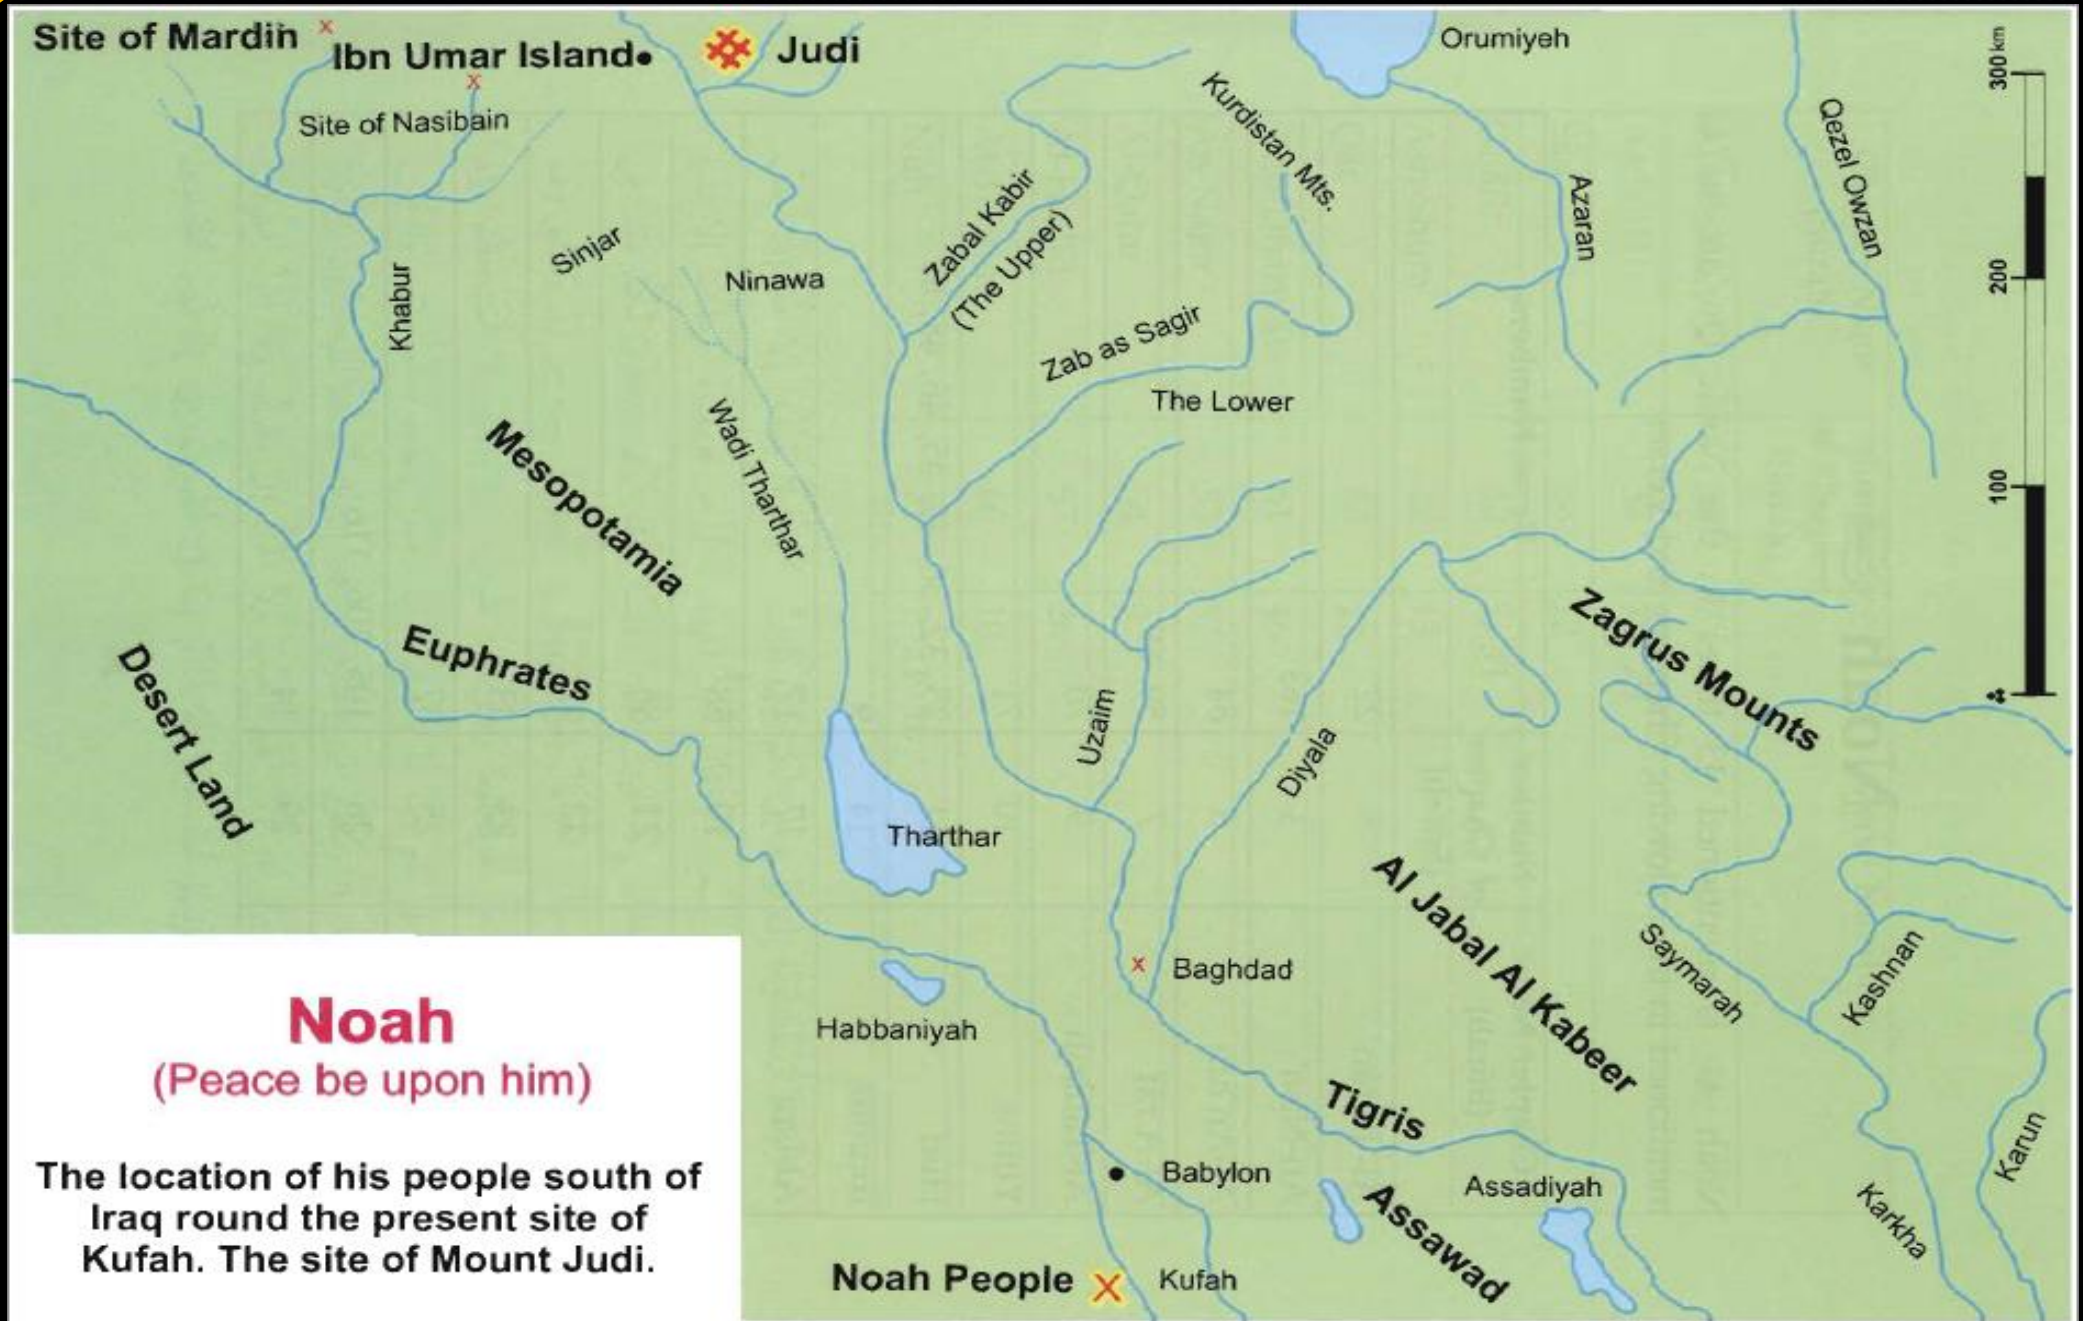 Site of Mardin
Ibn Umar Island
Judi
Orumiyeh
Site of Nasibain
Kurdistan Mts.
Qezel Owzan
300 km
200
100
Azaran
Zabal Kabir
(The Upper)
Sinjar
Ninawa
Khabur
Zab as Sagir
The Lower
Wadi Tharthar
Mesopotamia
Euphrates
Desert Land
Zagrus Mounts
Uzaim
Diyala
Tharthar
Al Jabal Al Kabeer
Saymarah
Kashnan
Baghdad
Habbaniyah
Tigris
Karun
Babylon
Assadiyah
Assawad
Karkha
Noah People
Kufah
Noah
(Peace be upon him)
The location of his people south of
Iraq round the present site of
Kufah. The site of Mount Judi.